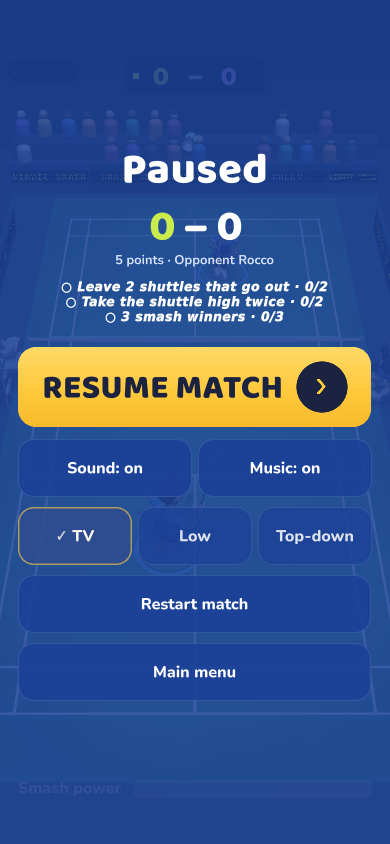 0 – 0
Paused
0 – 0
5 points · Opponent Rocco
○ Leave 2 shuttles that go out · 0/2
○ Take the shuttle high twice · 0/2
○ 3 smash winners · 0/3
RESUME MATCH ›
Sound: on
Music: on
✓ TV
Low
Top-down
Restart match
Main menu
Smash power